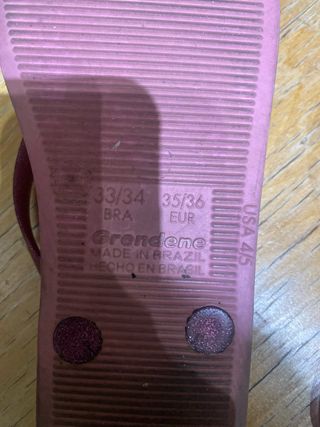 33/34 35/36
BRA EUR
Grendene
MADE IN BRAZIL
HECHO EN BRASIL
USA 4/5